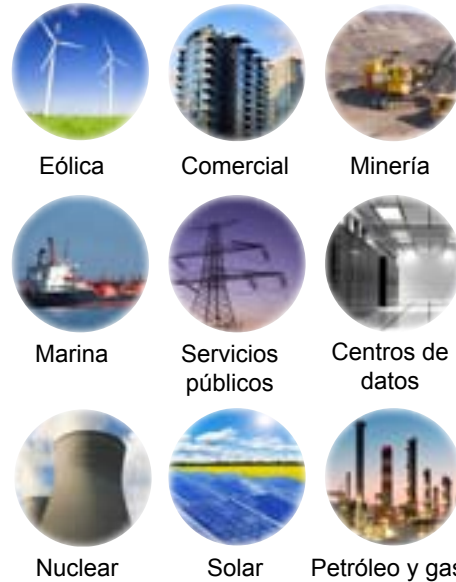 Eólica
Comercial
Minería
Marina
Servicios
públicos
Centros de
datos
Nuclear
Solar
Petróleo y gas